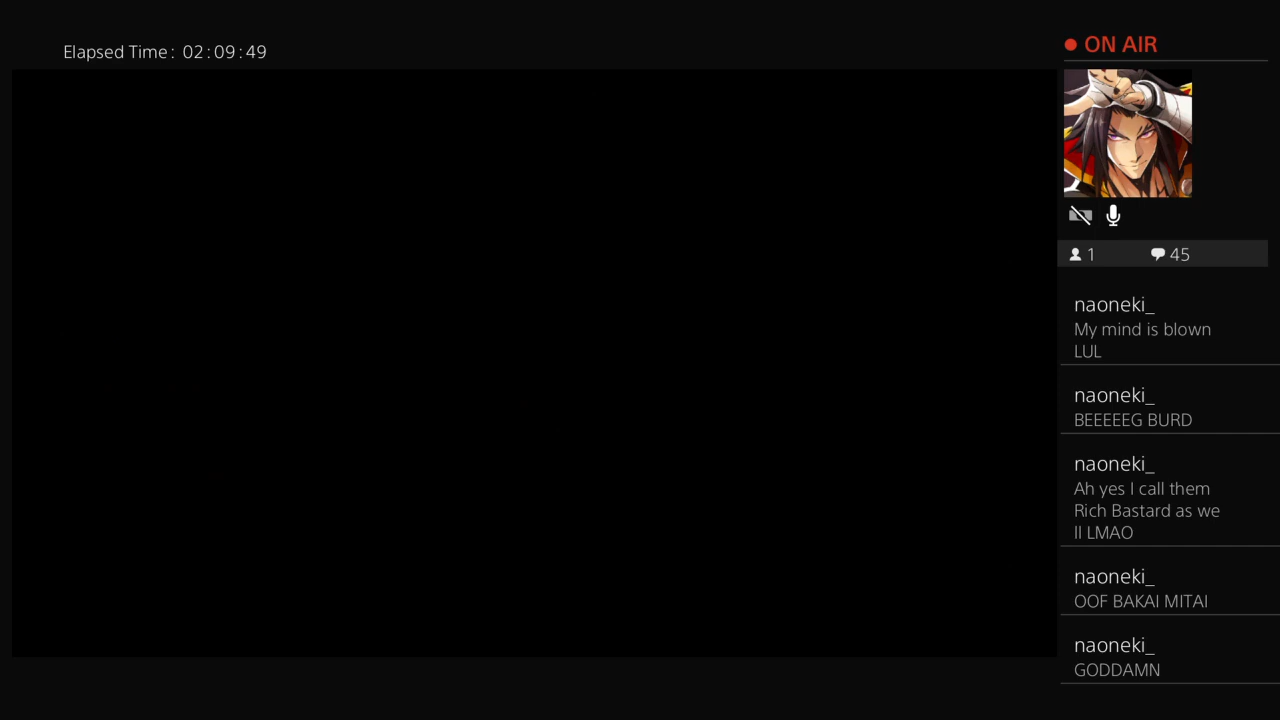 Elapsed Time: 02:09:49
ON AIR
1 45
naoneki_
My mind is blown
LUL
naoneki_
BEEEEEG BURD
naoneki_
Ah yes I call them
Rich Bastard as we
ll LMAO
naoneki_
OOF BAKAI MITAI
naoneki_
GODDAMN